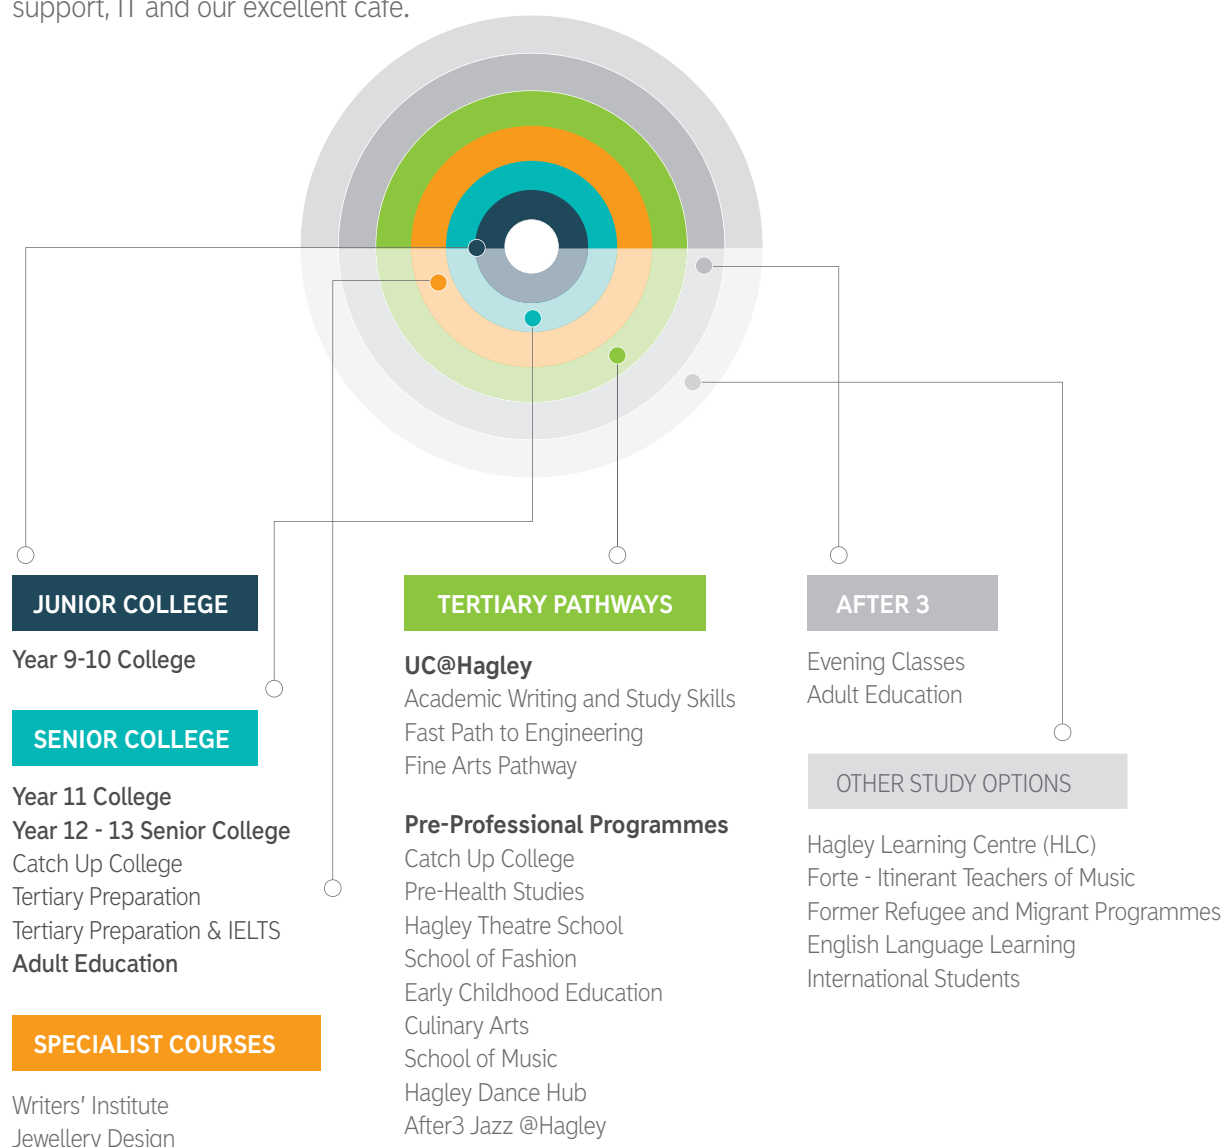 support, IT and our excellent café.
JUNIOR COLLEGE
Year 9-10 College
SENIOR COLLEGE
Year 11 College
Year 12 - 13 Senior College
Catch Up College
Tertiary Preparation
Tertiary Preparation & IELTS
Adult Education
SPECIALIST COURSES
Writers' Institute
Jewellery Design
TERTIARY PATHWAYS
UC@Hagley
Academic Writing and Study Skills
Fast Path to Engineering
Fine Arts Pathway
Pre-Professional Programmes
Catch Up College
Pre-Health Studies
Hagley Theatre School
School of Fashion
Early Childhood Education
Culinary Arts
School of Music
Hagley Dance Hub
After3 Jazz @Hagley
AFTER 3
Evening Classes
Adult Education
OTHER STUDY OPTIONS
Hagley Learning Centre (HLC)
Forte - Itinerant Teachers of Music
Former Refugee and Migrant Programmes
English Language Learning
International Students